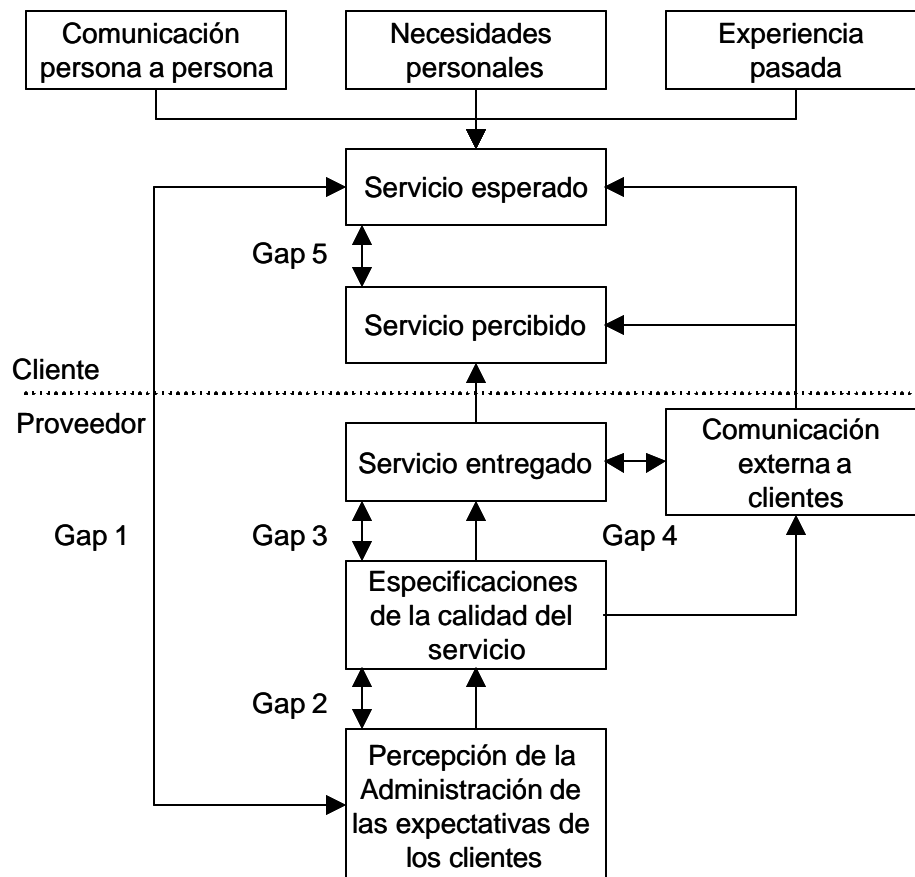 Comunicación
persona a persona
Necesidades
personales
Experiencia
pasada
Servicio esperado
Gap 5
Servicio percibido
Cliente
Proveedor
Servicio entregado
Comunicación
externa a
clientes
Gap 1
Gap 3
Gap 4
Especificaciones
de la calidad del
servicio
Gap 2
Percepción de la
Administración de
las expectativas de
los clientes